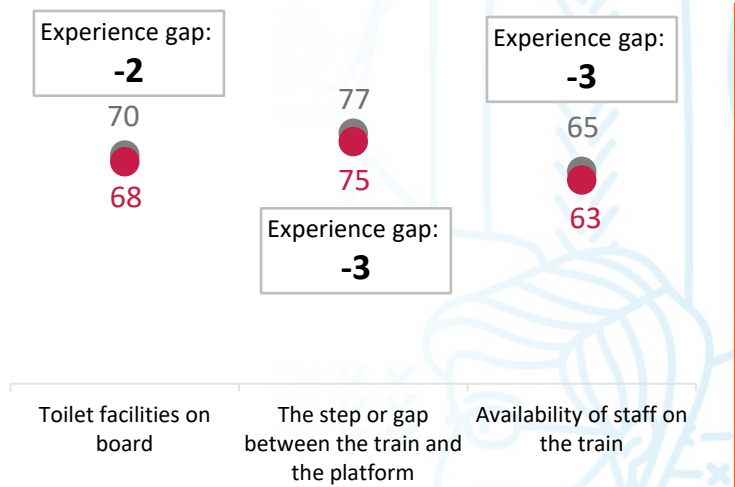 Experience gap:
-2
70
68
77
75
Experience gap:
-3
Experience gap:
-3
65
63
Toilet facilities on
board
The step or gap
between the train and
the platform
Availability of staff on
the train